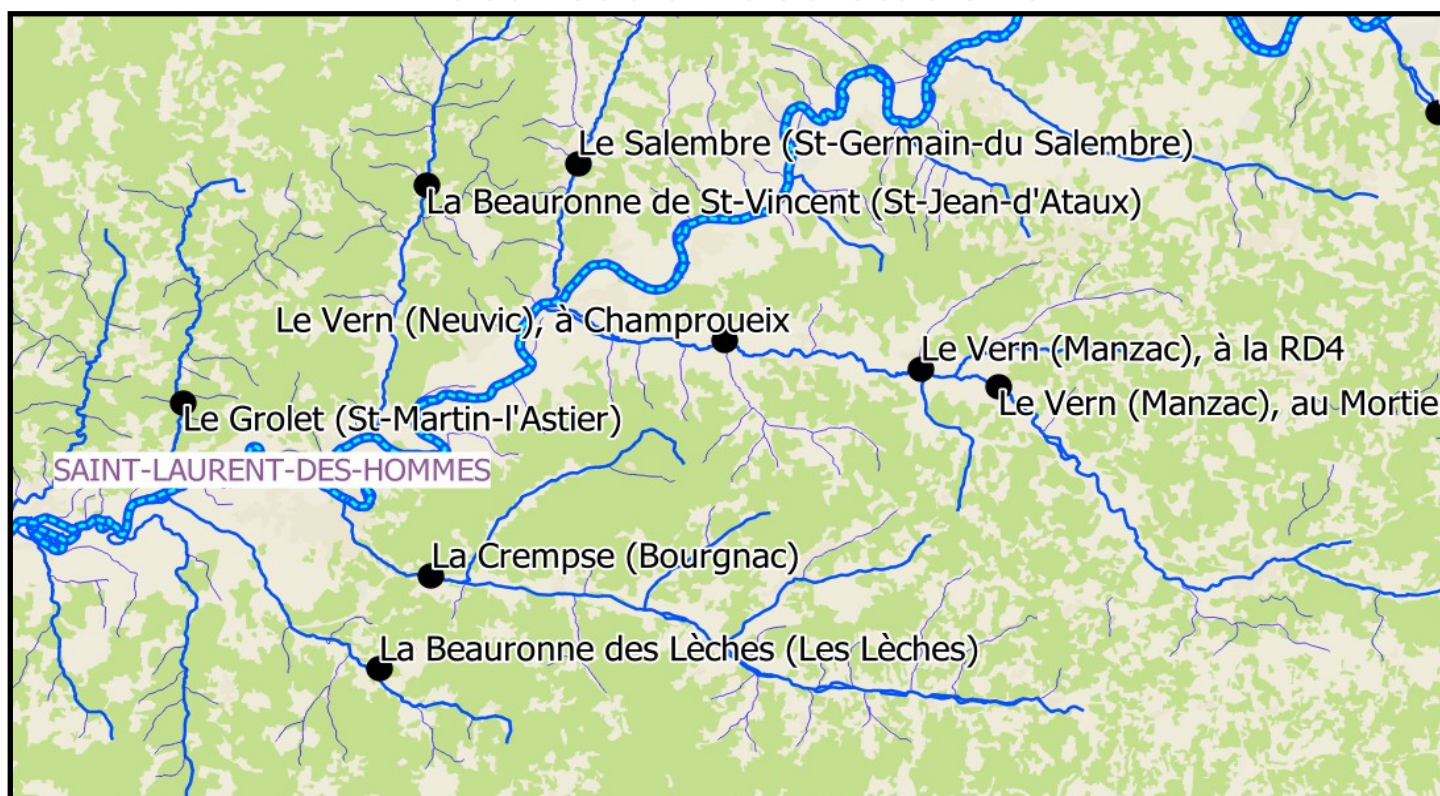 Le Salembre (St-Germain-du Salembre)
La Beauronne de St-Vincent (St-Jean-d'Ataux)
Le Vern (Neuvic), à Champroueix
Le Vern (Manzac), à la RD4
Le Vern (Manzac), au Mortie
Le Grolet (St-Martin-l'Astier)
SAINT-LAURENT-DES-HOMMES
La Crempse (Bourgnac)
La Beauronne des Lèches (Les Lèches)